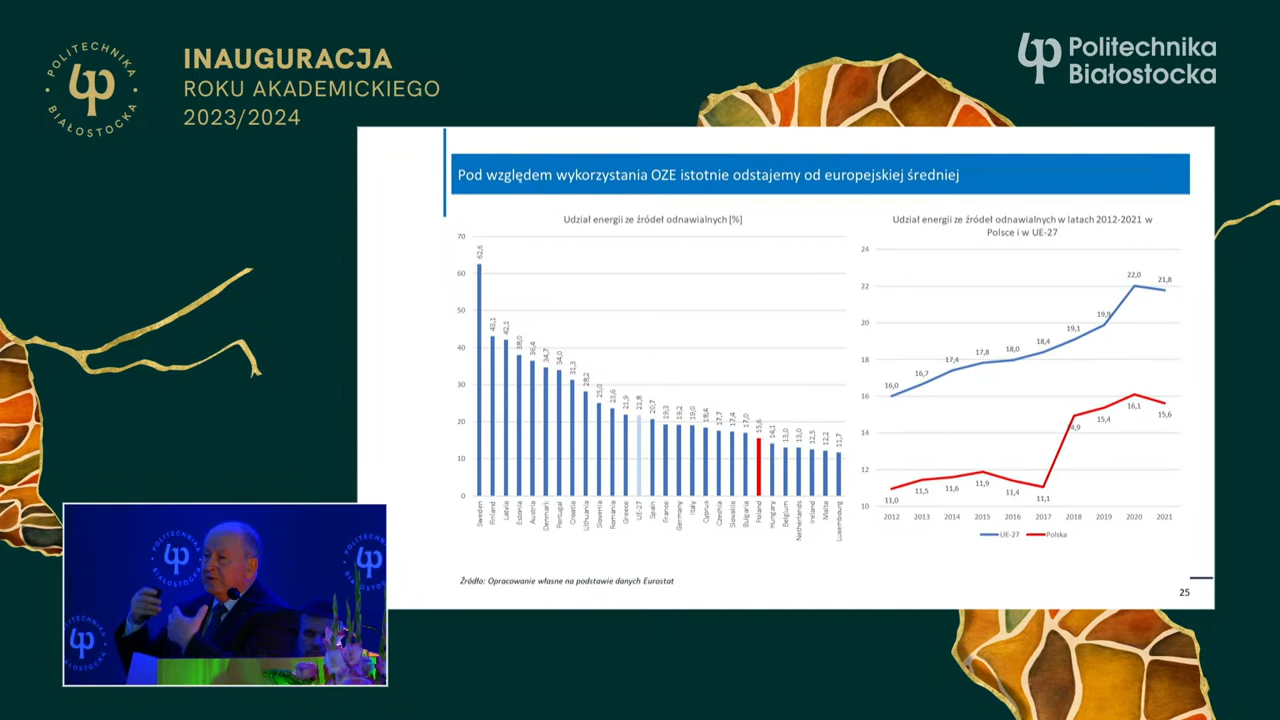 POLITECHNIKA
BIAŁOSTOCKA
INAUGURACJA
ROKU AKADEMICKIEGO
2023/2024
Politechnika
Białostocka
Pod względem wykorzystania OZE istotnie odstajemy od europejskiej średniej
Udział energii ze źródeł odnawialnych [%]
70
60
50
40
30
20
10
0
62,6
43,1
42,1
38,0
36,4
34,7
34,0
31,3
28,2
25,0
23,6
21,9
21,8
20,7
19,3
19,2
19,0
18,4
17,7
17,4
17,0
15,6
14,1
13,0
13,0
12,5
12,2
11,7
Sweden
Finland
Latvia
Estonia
Austria
Denmark
Portugal
Croatia
Lithuania
Slovenia
Romania
Greece
UE-27
Spain
France
Germany
Italy
Cyprus
Czechia
Slovakia
Bulgaria
Poland
Hungary
Belgium
Netherlands
Ireland
Malta
Luxembourg
Udział energii ze źródeł odnawialnych w latach 2012-2021 w
Polsce i w UE-27
24
22
20
18
16
14
12
10
16,0
16,7
17,4
17,8
18,0
18,4
19,1
19,9
22,0
21,8
11,0
11,5
11,6
11,9
11,4
11,1
14,9
15,4
16,1
15,6
2012 2013 2014 2015 2016 2017 2018 2019 2020 2021
UE-27 Polska
Źródło: Opracowanie własne na podstawie danych Eurostat
25
POLITECHNIKA
BIAŁOSTOCKA